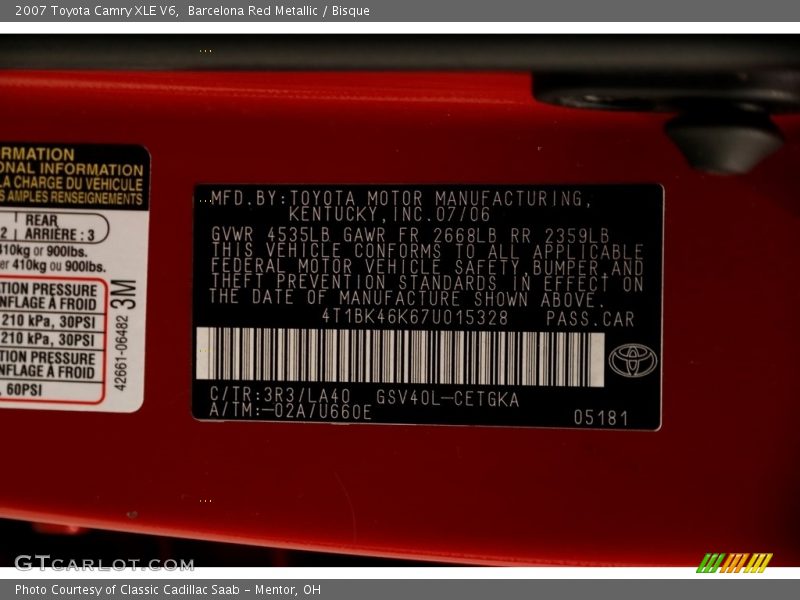 2007 Toyota Camry XLE V6,  Barcelona Red Metallic / Bisque
RMATION
ONAL INFORMATION
LA CHARGE DU VÉHICULE
S AMPLES RENSEIGNEMENTS
2 | REAR
ARRIÈRE : 3
410kg or 900lbs.
er 410kg ou 900lbs.
TION PRESSURE
NFLAGE À FROID
210 kPa, 30PSI
210 kPa, 30PSI
TION PRESSURE
NFLAGE À FROID
, 60PSI
42661-06482 3M
MFD.BY:TOYOTA MOTOR MANUFACTURING,
KENTUCKY,INC.07/06
GVWR 4535LB GAWR FR 2668LB RR 2359LB
THIS VEHICLE CONFORMS TO ALL APPLICABLE
FEDERAL MOTOR VEHICLE SAFETY,BUMPER,AND
THEFT PREVENTION STANDARDS IN EFFECT ON
THE DATE OF MANUFACTURE SHOWN ABOVE.
4T1BK46K67U015328 PASS.CAR
C/TR:3R3/LA40 GSV40L-CETGKA
A/TM:-02A/U660E
05181
GTCARLOT.COM
Photo Courtesy of Classic Cadillac Saab - Mentor, OH